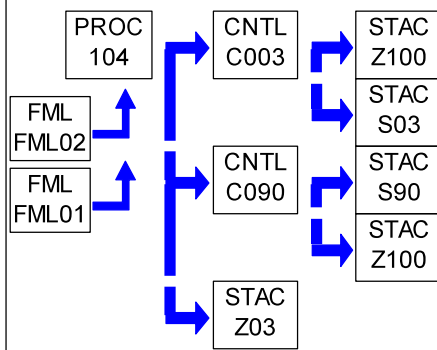 PROC
104
FML
FML02
FML
FML01
CNTL
C003
CNTL
C090
STAC
Z03
STAC
Z100
STAC
S03
STAC
S90
STAC
Z100